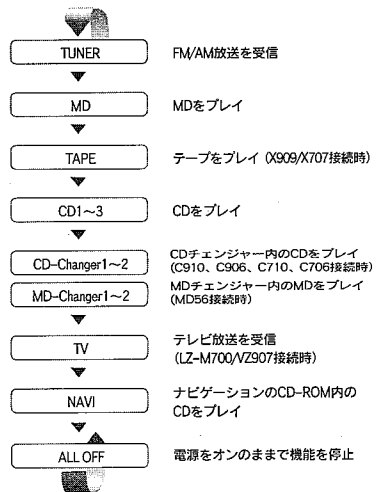 TUNER FM/AM放送を受信
MD MDをプレイ
TAPE テープをプレイ (X909/X707接続時)
CD1〜3 CDをプレイ
CD-Changer1〜2 CDチェンジャー内のCDをプレイ
(C910、C906、C710、C706接続時)
MD-Changer1〜2 MDチェンジャー内のMDをプレイ
(MD56接続時)
TV テレビ放送を受信
(LZ-M700/VZ907接続時)
NAVI ナビゲーションのCD-ROM内の
CDをプレイ
ALL OFF 電源をオンのままで機能を停止